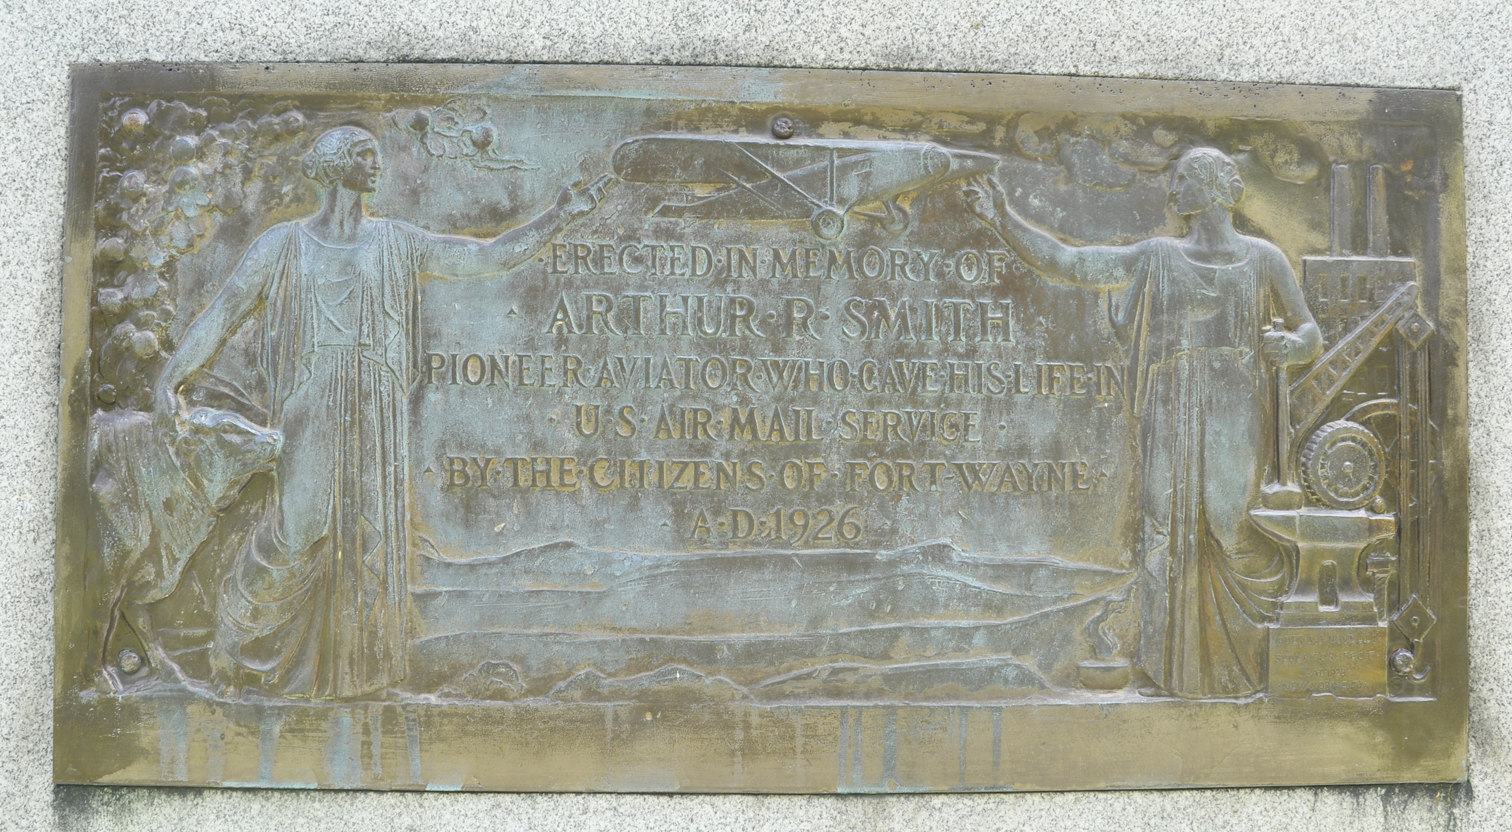 ·ERECTED·IN·MEMORY·OF·
·ARTHUR·R·SMITH·
PIONEER·AVIATOR·WHO·GAVE·HIS·LIFE·IN
·U·S·AIR·MAIL·SERVICE·
·BY·THE·CITIZENS·OF·FORT·WAYNE·
·A·D·1926·